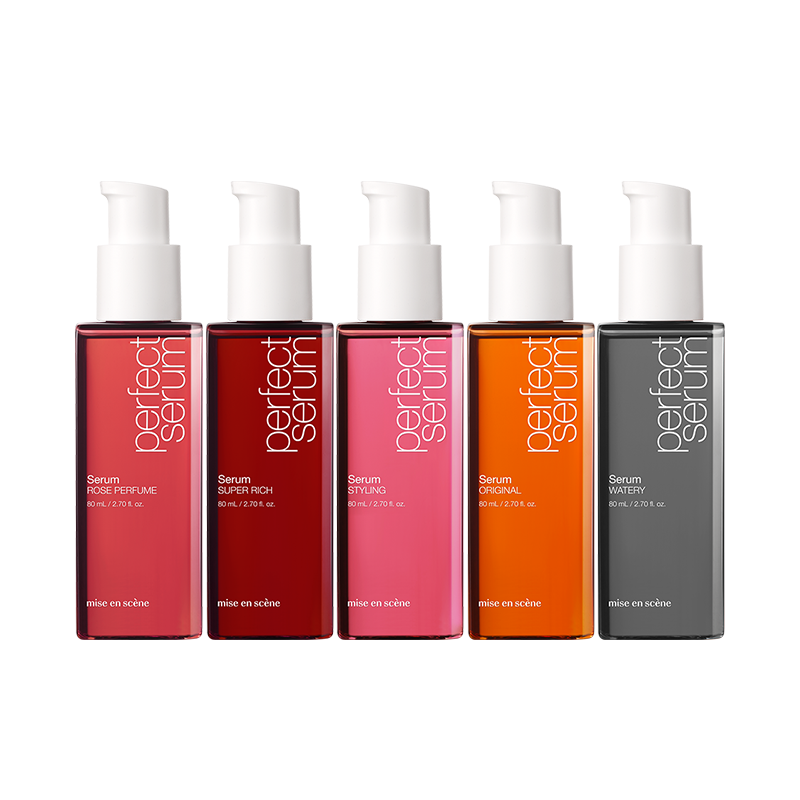 perfect
serum
Serum
ROSE PERFUME
80 mL / 2.70 fl. oz.
mise en scène
perfect
serum
Serum
SUPER RICH
80 mL / 2.70 fl. oz.
mise en scène
perfect
serum
Serum
STYLING
80 mL / 2.70 fl. oz.
mise en scène
perfect
serum
Serum
ORIGINAL
80 mL / 2.70 fl. oz.
mise en scène
perfect
serum
Serum
WATERY
80 mL / 2.70 fl. oz.
mise en scène